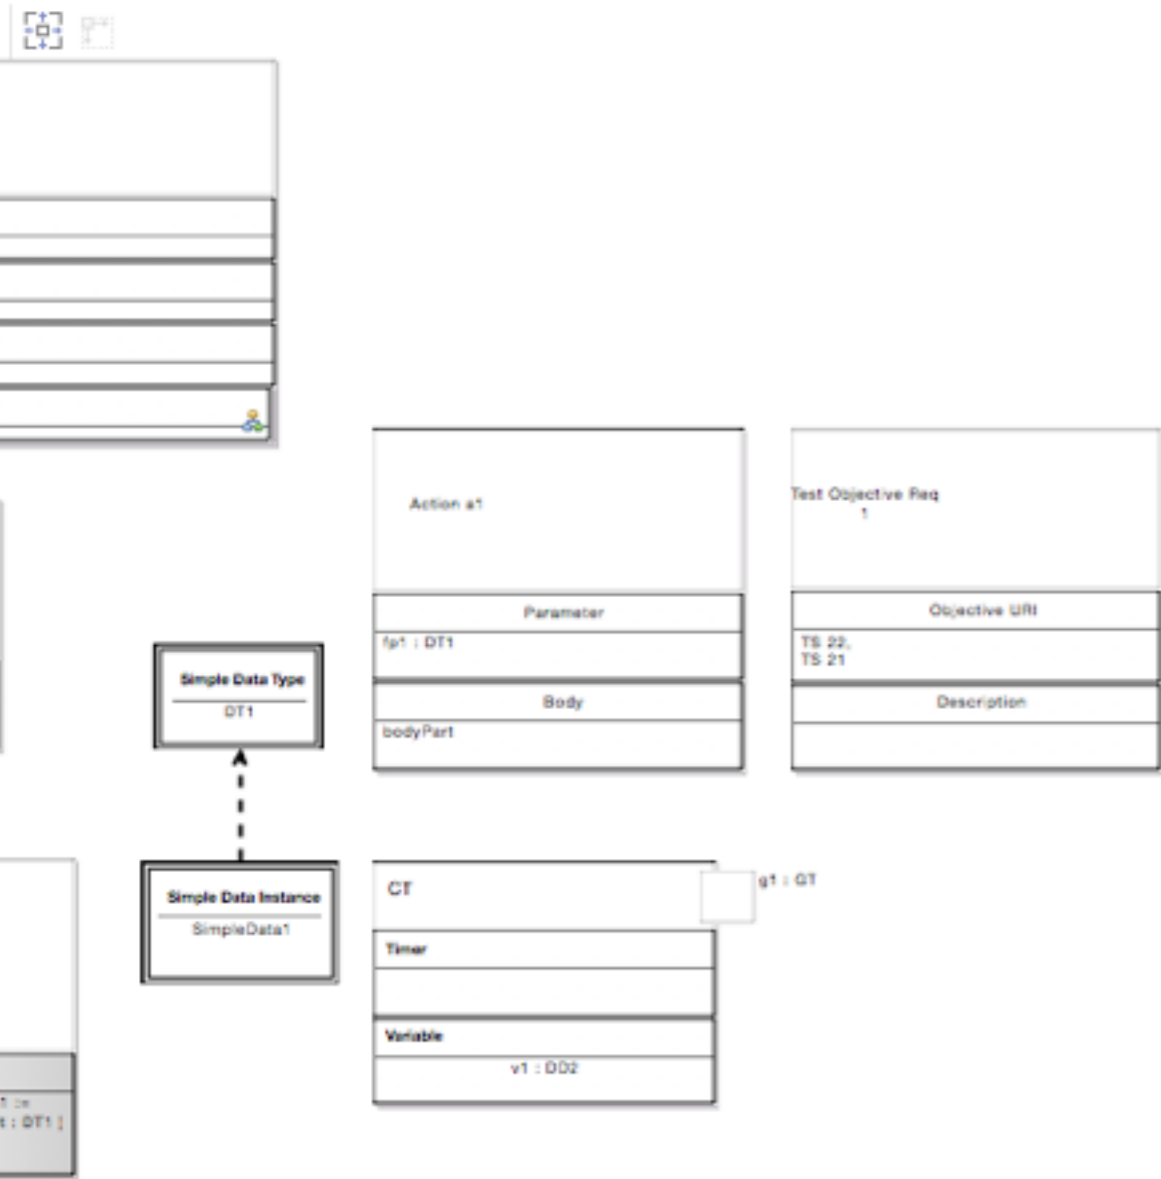 Action a1
Test Objective Req
1
Parameter
Objective URI
fp1 : DT1
TS 22,
TS 21
Simple Data Type
DT1
Body
Description
bodyPart
CT
g1 : GT
Simple Data Instance
SimpleData1
Timer
Variable
v1 : DD2
t : DT1 ]